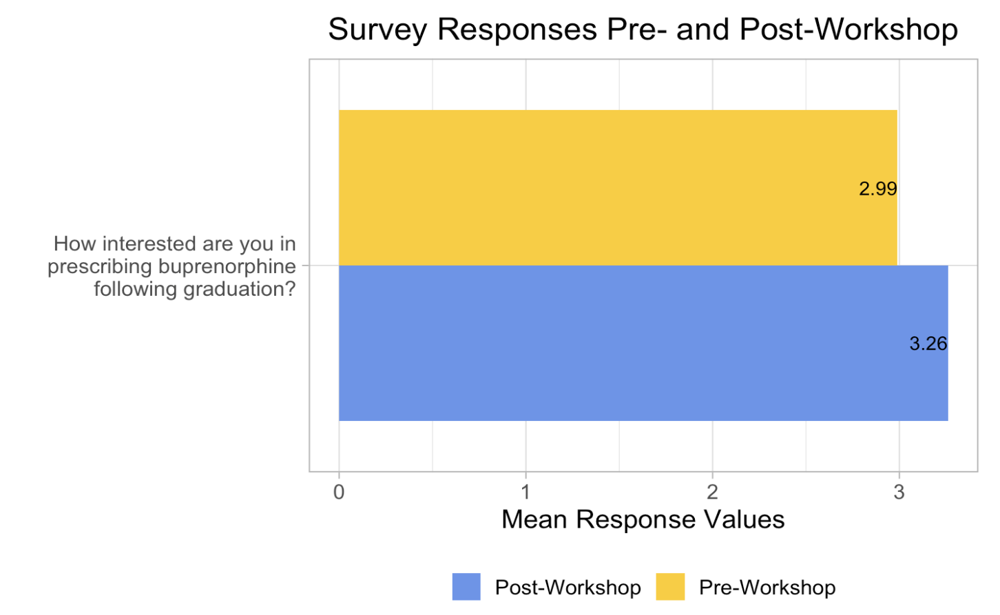 Survey Responses Pre- and Post-Workshop
2.99
How interested are you in
prescribing buprenorphine
following graduation?
3.26
0 1 2 3
Mean Response Values
Post-Workshop Pre-Workshop